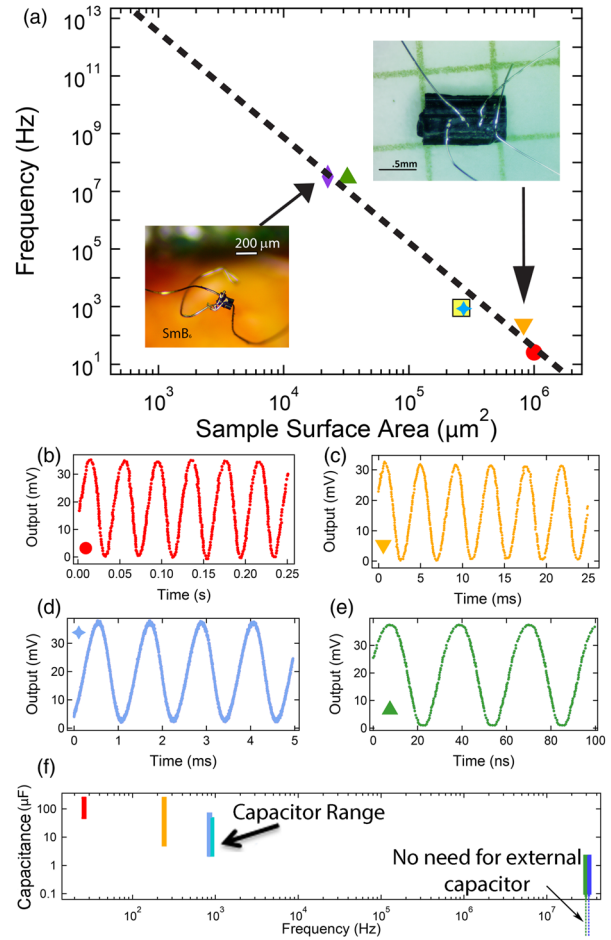 (a)
10^13
10^11
10^9
10^7
10^5
10^3
10^1
Frequency (Hz)
.5mm
200 μm
SmB₆
10^3
10^4
10^5
10^6
Sample Surface Area (μm²)
(b)
30
20
10
0
Output (mV)
0.00 0.05 0.10 0.15 0.20 0.25
Time (s)
(c)
30
20
10
0
Output (mV)
0 5 10 15 20 25
Time (ms)
(d)
30
20
10
0
Output (mV)
0 1 2 3 4 5
Time (ms)
(e)
30
20
10
0
Output (mV)
0 20 40 60 80 100
Time (ns)
(f)
100
10
1
0.1
Capacitance (μF)
Capacitor Range
No need for external
capacitor
10^2 10^3 10^4 10^5 10^6 10^7
Frequency (Hz)